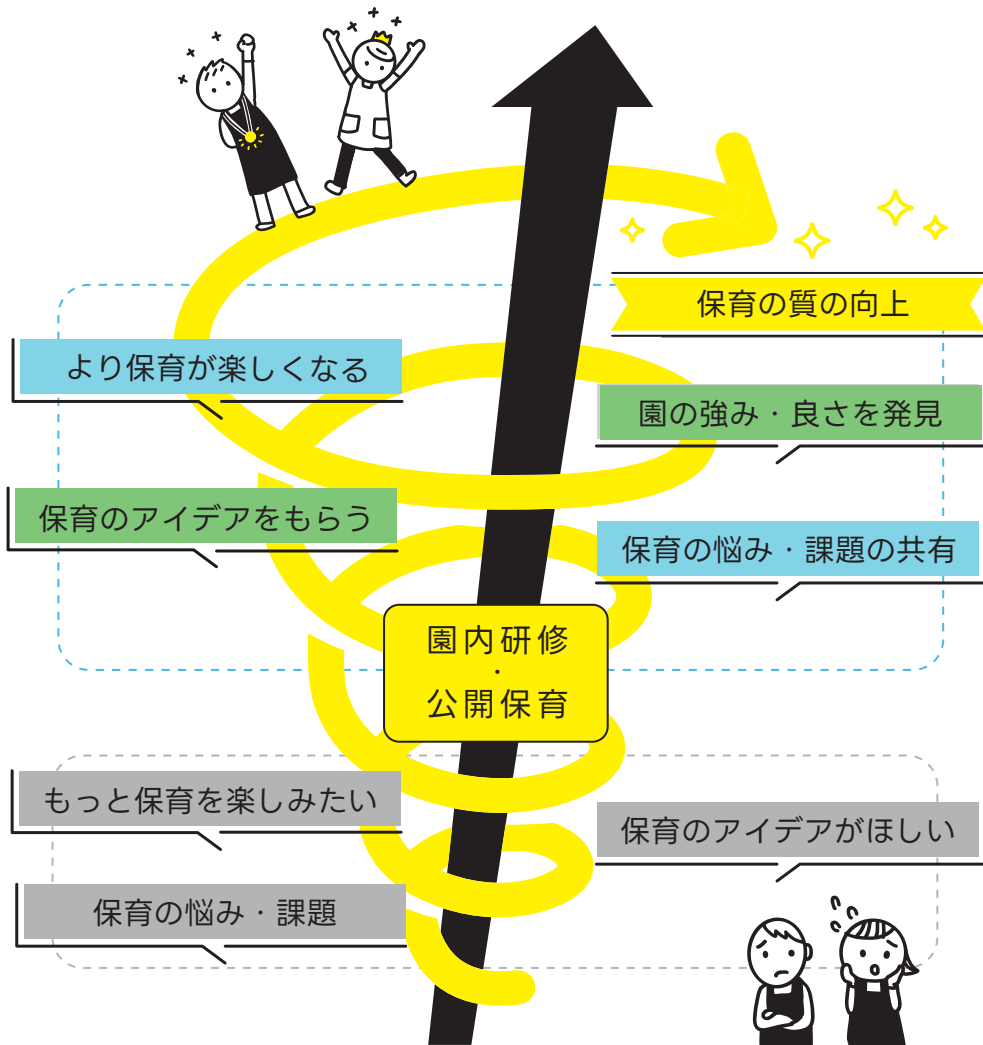 保育の質の向上
より保育が楽しくなる
園の強み・良さを発見
保育のアイデアをもらう
保育の悩み・課題の共有
園内研修
・
公開保育
もっと保育を楽しみたい
保育のアイデアがほしい
保育の悩み・課題